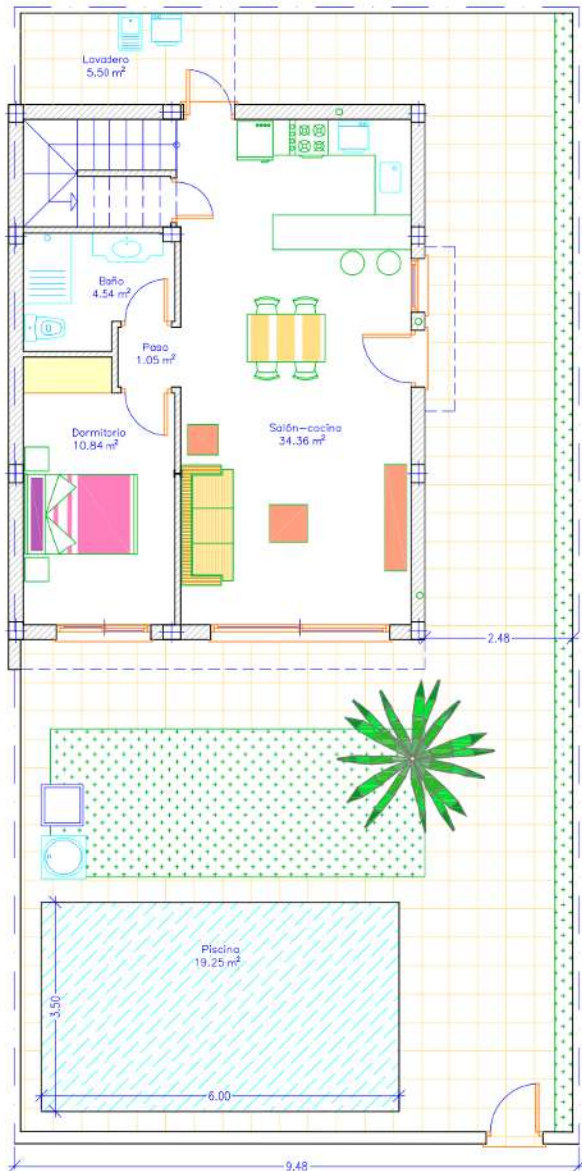 Lavadero
5.50 m²
Baño
4.54 m²
Paso
1.05 m²
Dormitorio
10.84 m²
Salón-cocina
34.36 m²
2.48
Piscina
19.25 m²
3.50
6.00
9.48